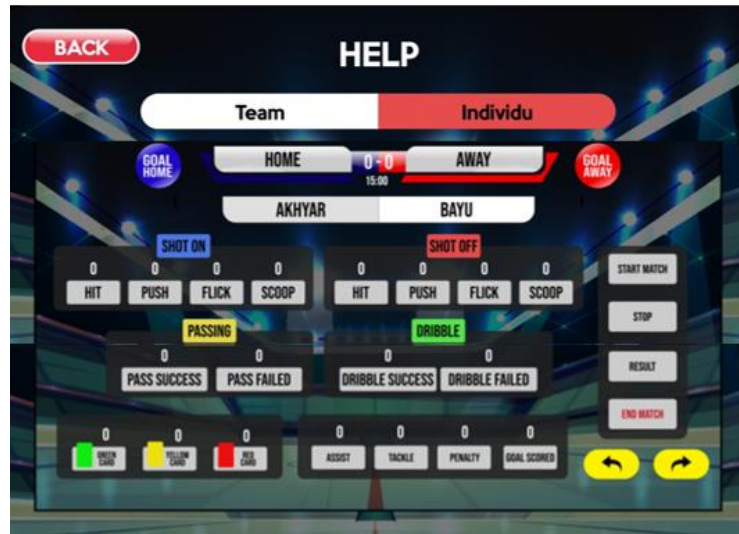 BACK
HELP
Team Individu
GOAL HOME
HOME 0 - 0 AWAY
GOAL AWAY
15:00
AKHYAR BAYU
SHOT ON
0 0 0 0
HIT PUSH FLICK SCOOP
SHOT OFF
0 0 0 0
HIT PUSH FLICK SCOOP
START MATCH
STOP
RESULT
END MATCH
PASSING
0 0
PASS SUCCESS PASS FAILED
DRIBBLE
0 0
DRIBBLE SUCCESS DRIBBLE FAILED
0 0 0
GREEN CARD YELLOW CARD RED CARD
0 0 0 0
ASSIST TACKLE PENALTY GOAL SCORED